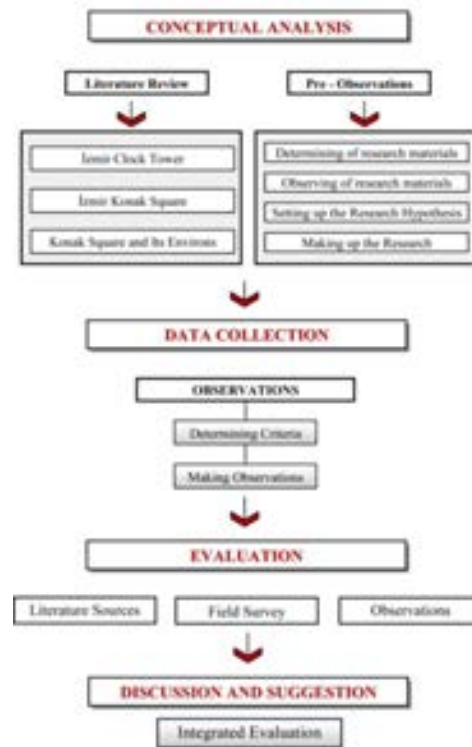 CONCEPTUAL ANALYSIS
Literature Review
Pre - Observations
İzmir Clock Tower
İzmir Konak Square
Konak Square and Its Environs
Determining of research materials
Observing of research materials
Setting up the Research Hypothesis
Making up the Research
DATA COLLECTION
OBSERVATIONS
Determining Criteria
Making Observations
EVALUATION
Literature Sources
Field Survey
Observations
DISCUSSION AND SUGGESTION
Integrated Evaluation